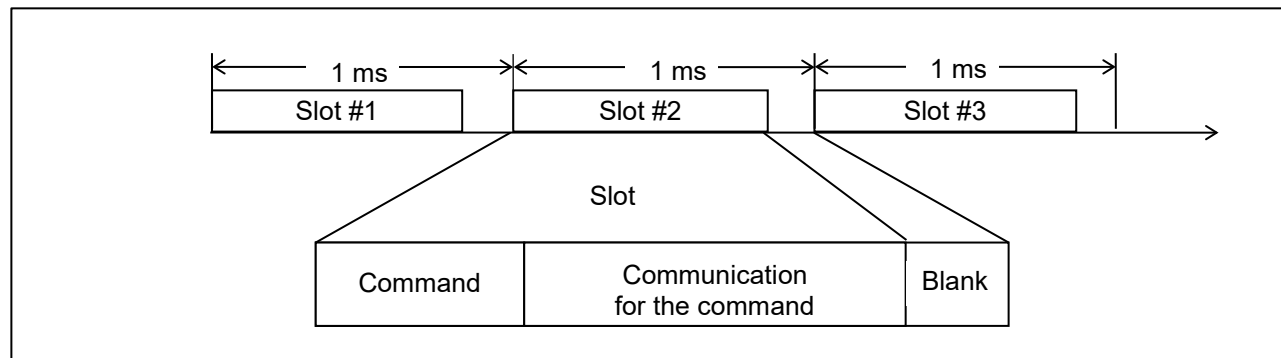 1 ms 1 ms 1 ms
Slot #1 Slot #2 Slot #3
Slot
Command Communication for the command Blank